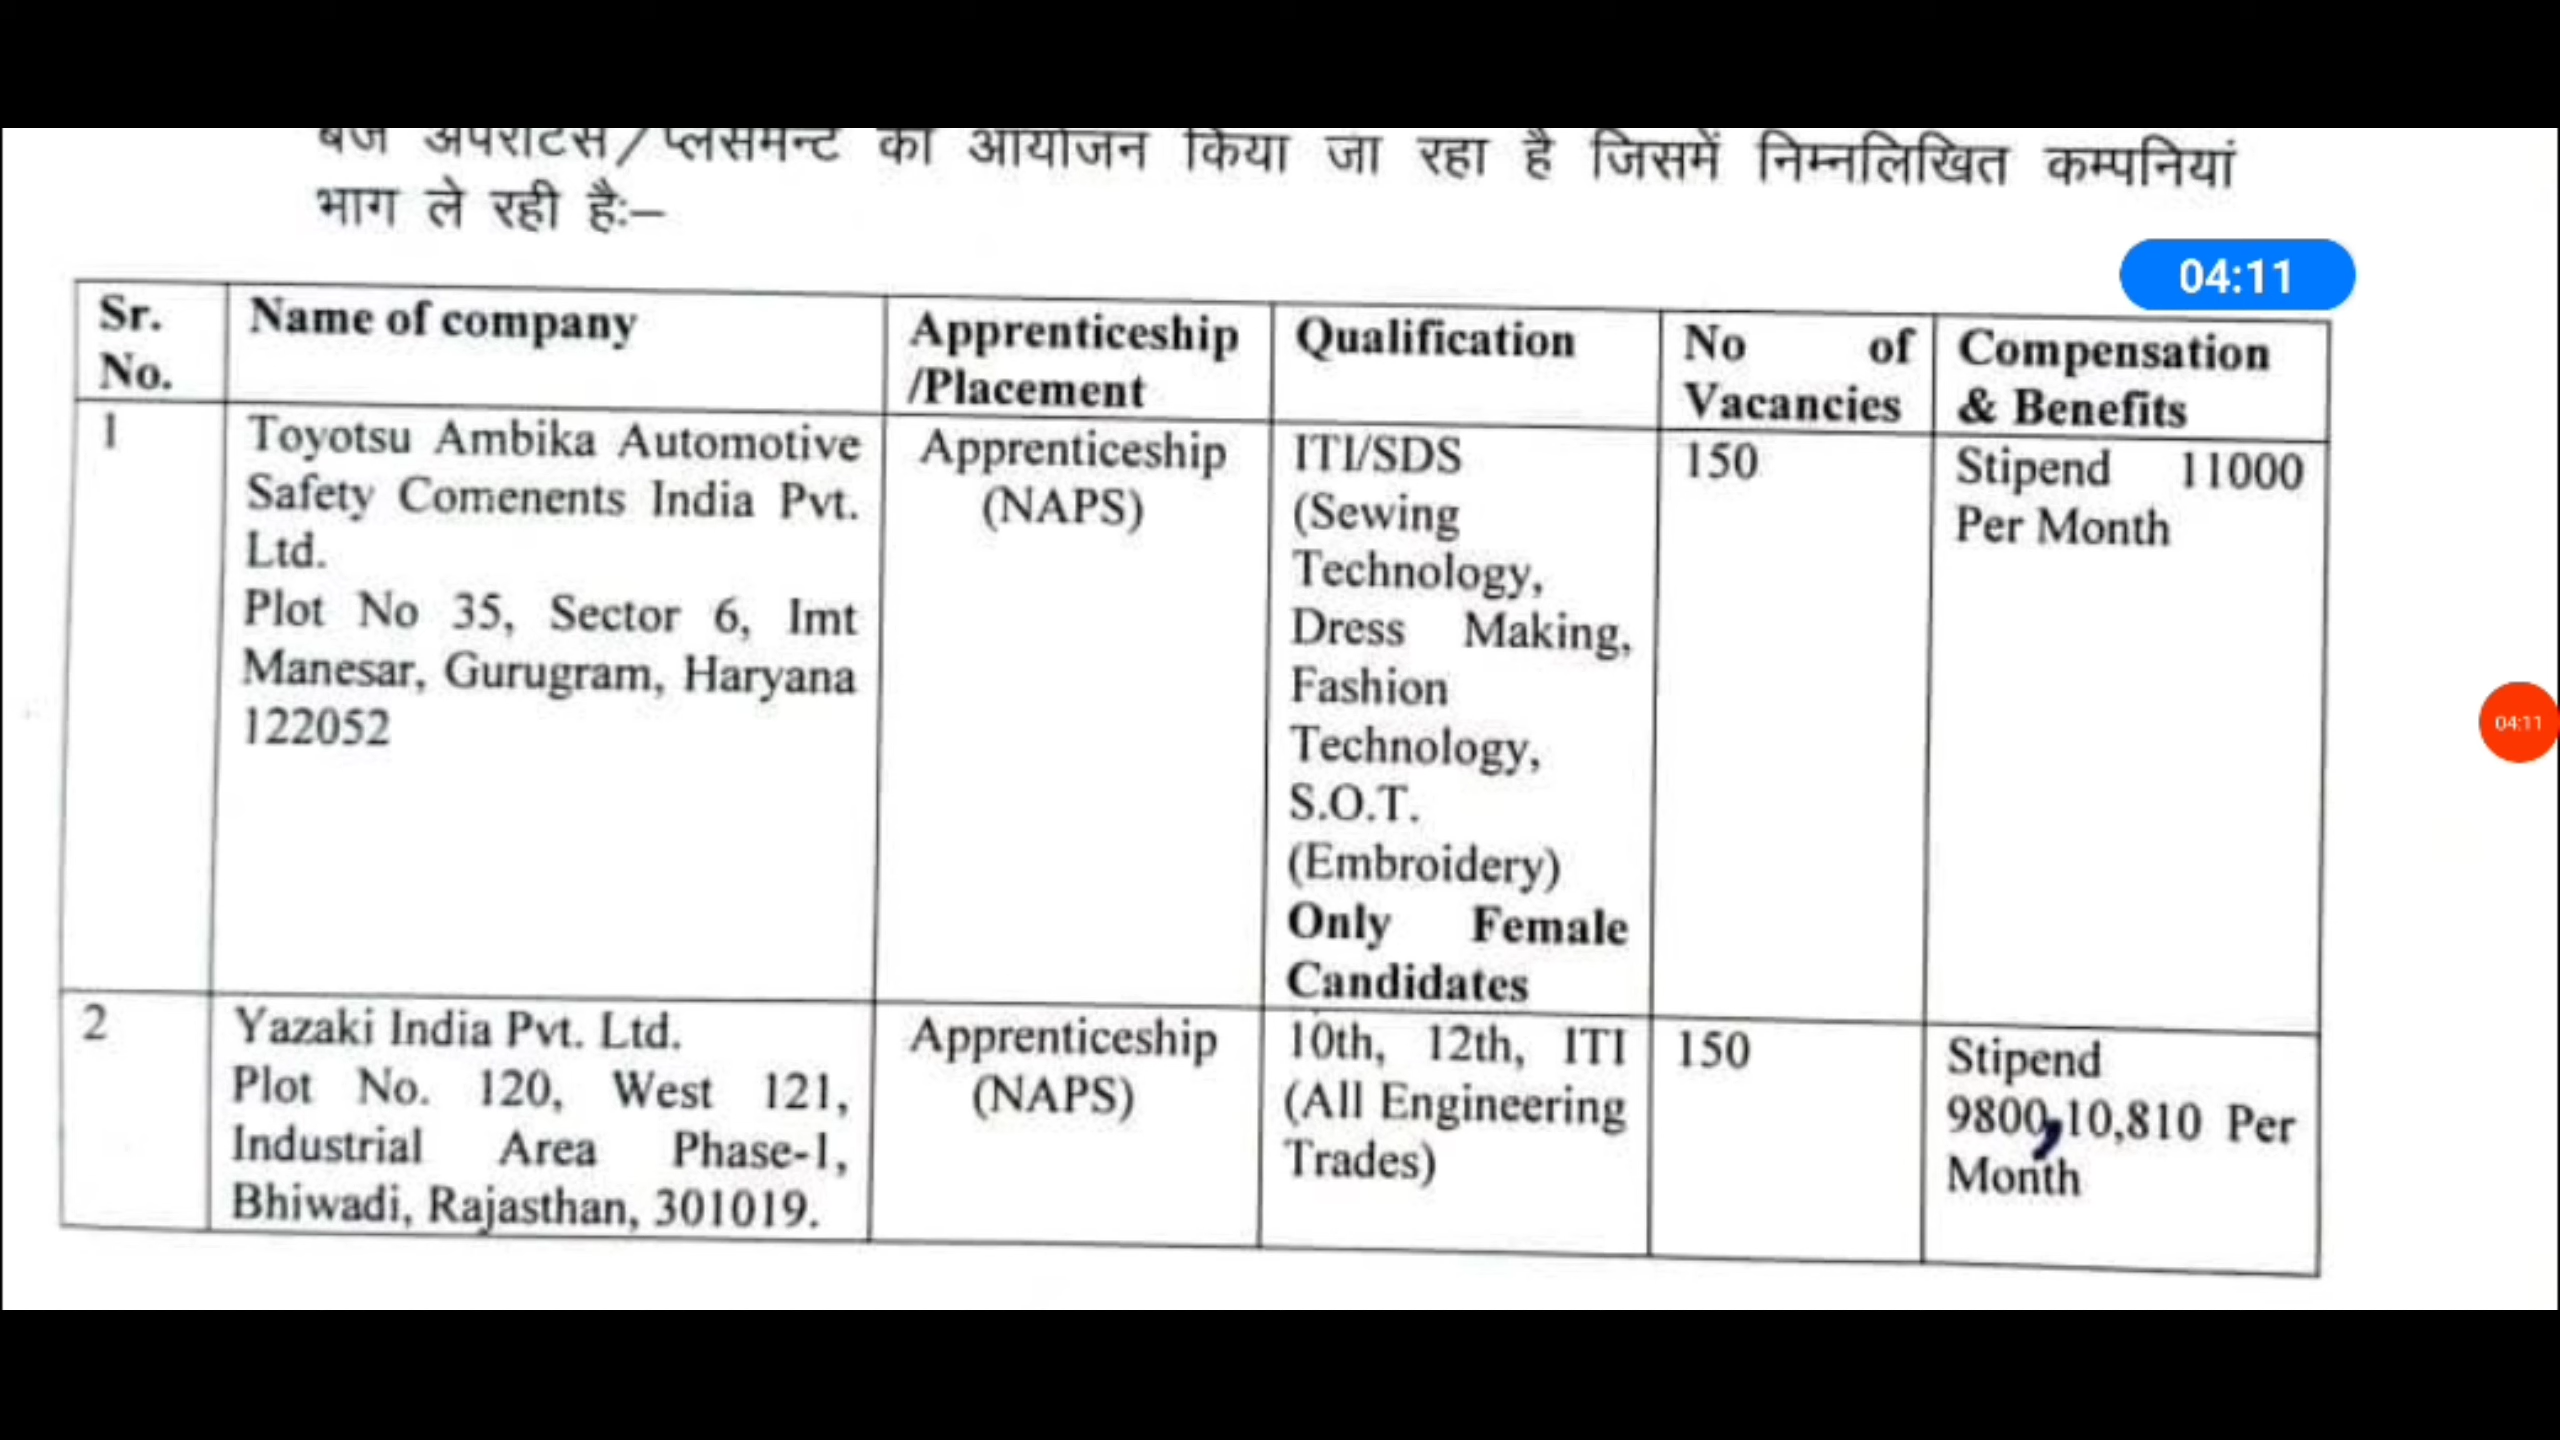 बजे अपरेंटिस/प्लेसमेन्ट का आयोजन किया जा रहा है जिसमें निम्नलिखित कम्पनियां
भाग ले रही है:–
04:11
Sr. No.
Name of company
Apprenticeship
/Placement
Qualification
No of
Vacancies
Compensation
& Benefits
1
Toyotsu Ambika Automotive
Safety Comenents India Pvt.
Ltd.
Plot No 35, Sector 6, Imt
Manesar, Gurugram, Haryana
122052
Apprenticeship
(NAPS)
ITI/SDS
(Sewing
Technology,
Dress Making,
Fashion
Technology,
S.O.T.
(Embroidery)
Only Female
Candidates
150
Stipend 11000
Per Month
04:11
2
Yazaki India Pvt. Ltd.
Plot No. 120, West 121,
Industrial Area Phase-1,
Bhiwadi, Rajasthan, 301019.
Apprenticeship
(NAPS)
10th, 12th, ITI
(All Engineering
Trades)
150
Stipend
9800,10,810 Per
Month